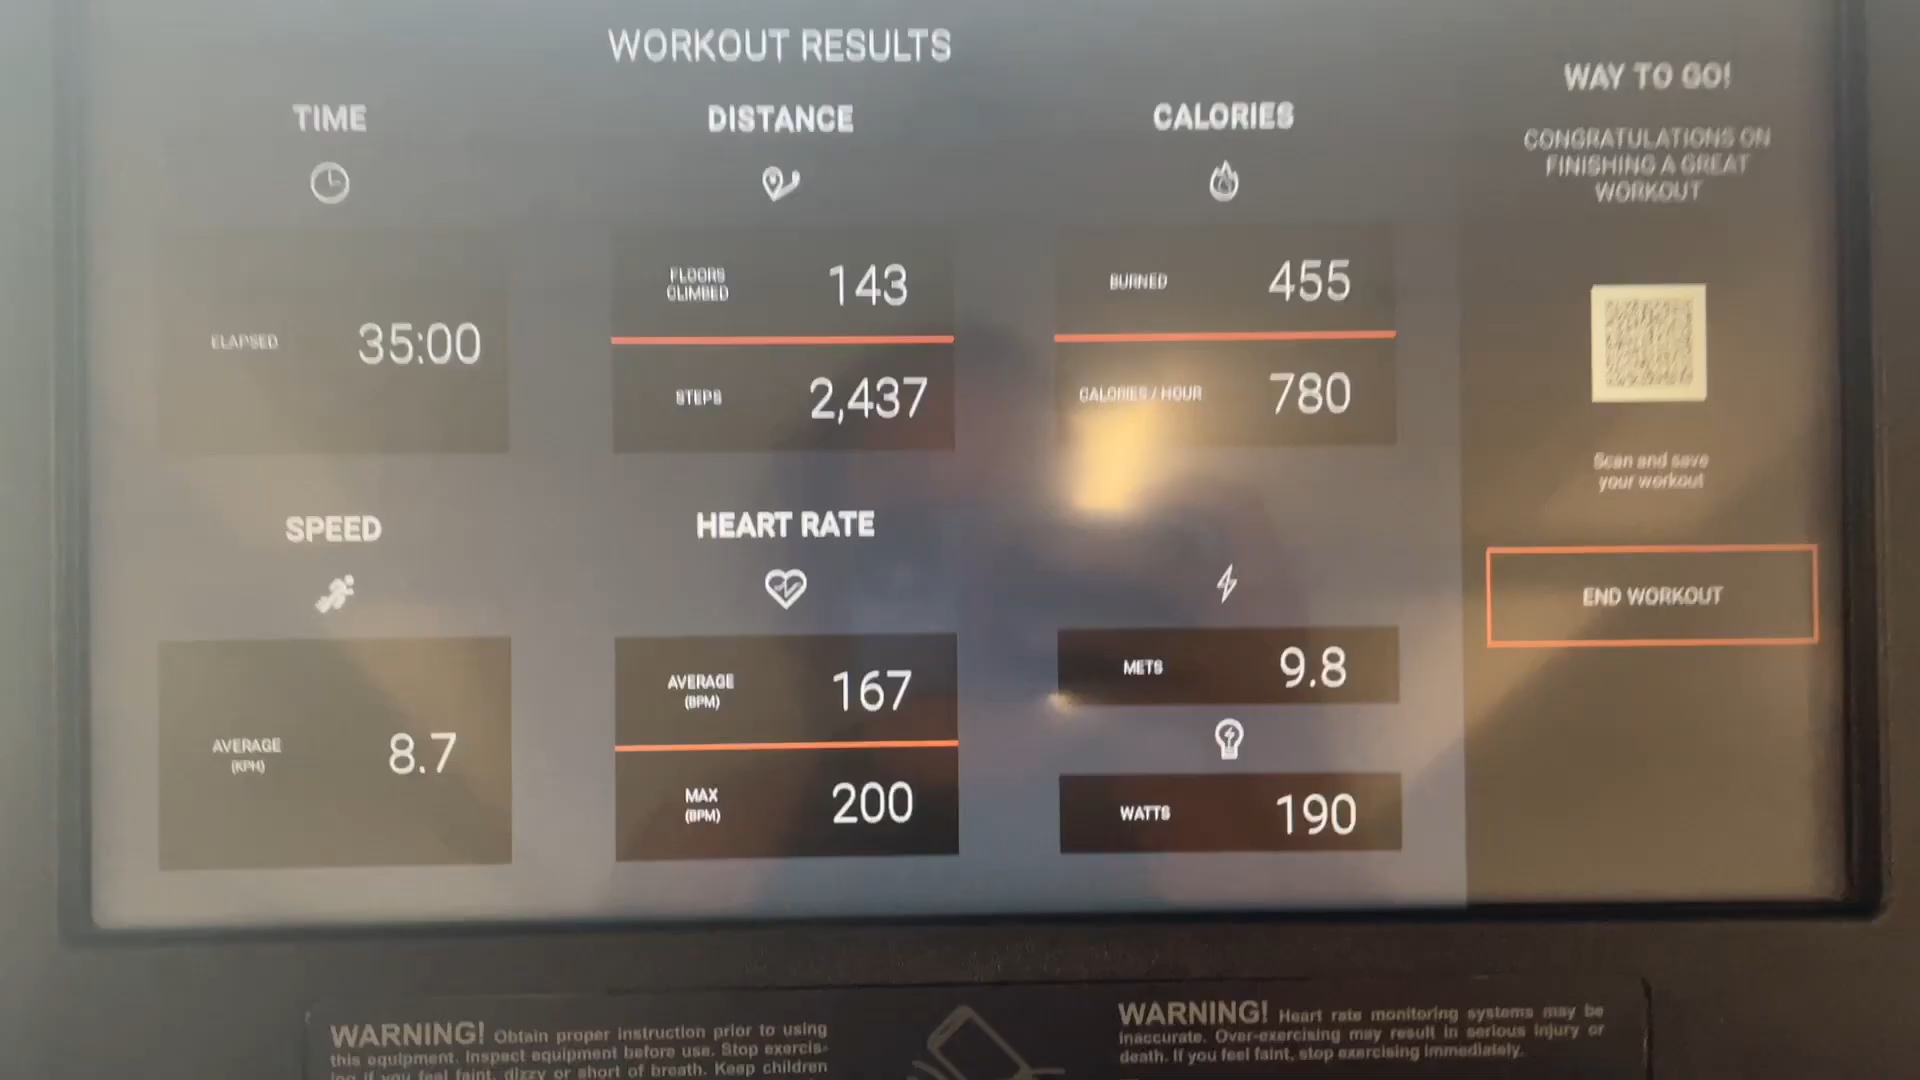 WORKOUT RESULTS
TIME
ELAPSED
35:00
DISTANCE
FLOORS
CLIMBED
143
STEPS
2,437
CALORIES
BURNED
455
CALORIES / HOUR
780
SPEED
AVERAGE
(KPH)
8.7
HEART RATE
AVERAGE
(BPM)
167
MAX
(BPM)
200
METS
9.8
WATTS
190
WAY TO GO!
CONGRATULATIONS ON
FINISHING A GREAT
WORKOUT
Scan and save
your workout
END WORKOUT
WARNING! Obtain proper instruction prior to using
this equipment. Inspect equipment before use. Stop exercis-
ing if you feel faint, dizzy or short of breath. Keep children
WARNING! Heart rate monitoring systems may be
inaccurate. Over-exercising may result in serious injury or
death. If you feel faint, stop exercising immediately.